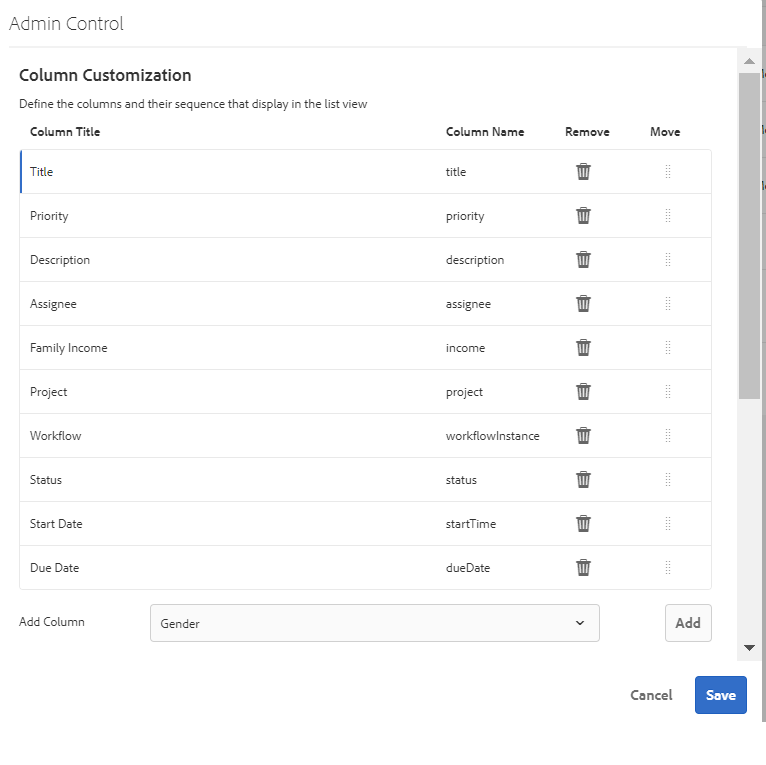 Admin Control
Column Customization
Define the columns and their sequence that display in the list view
Column Title Column Name Remove Move
Title title
Priority priority
Description description
Assignee assignee
Family Income income
Project project
Workflow workflowInstance
Status status
Start Date startTime
Due Date dueDate
Add Column Gender Add
Cancel Save